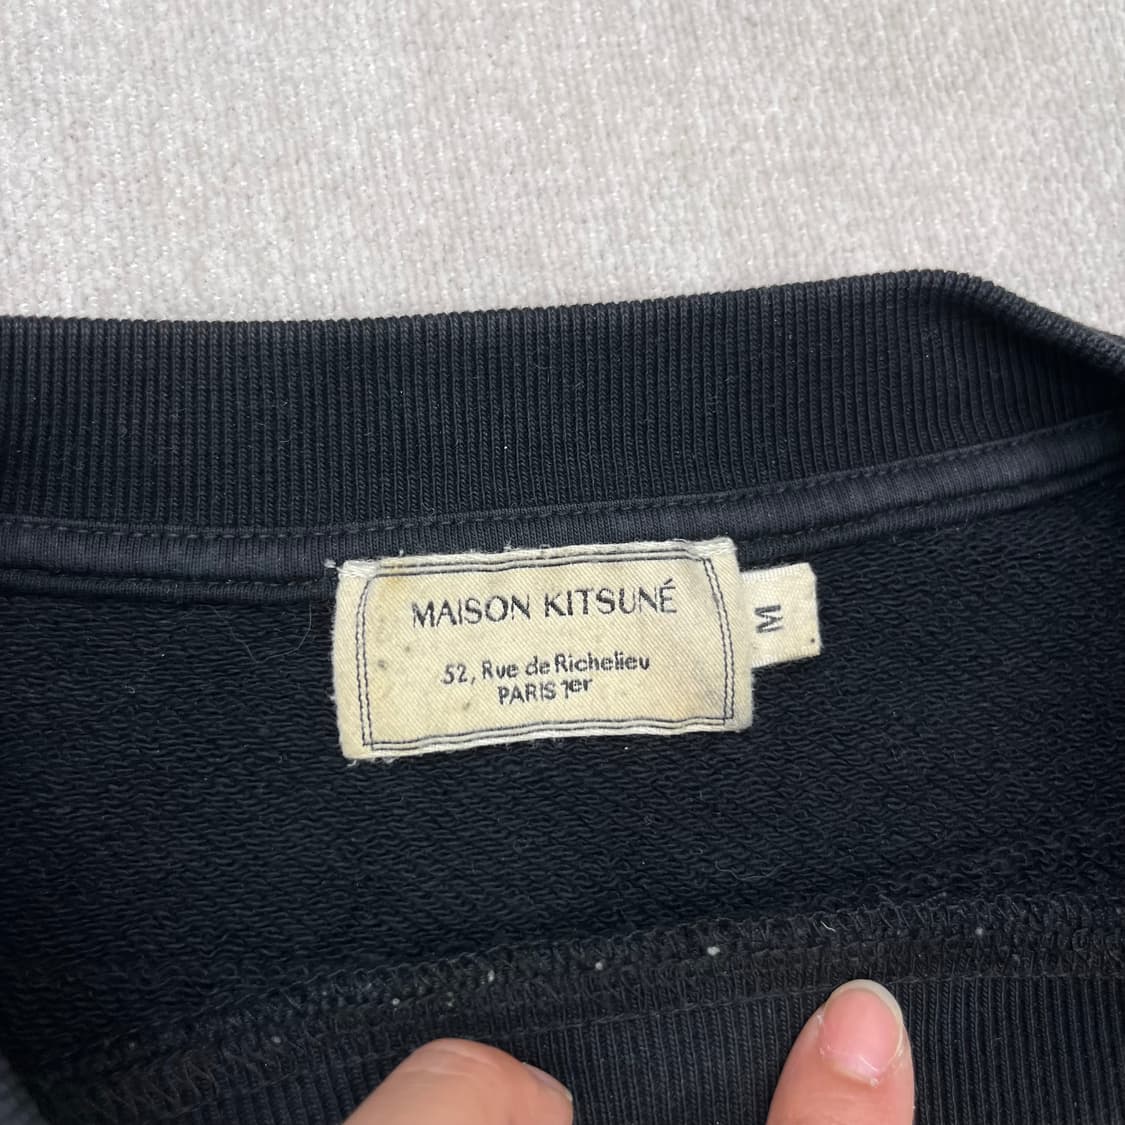 MAISON KITSUNÉ
52, Rue de Richelieu
PARIS 1er
M